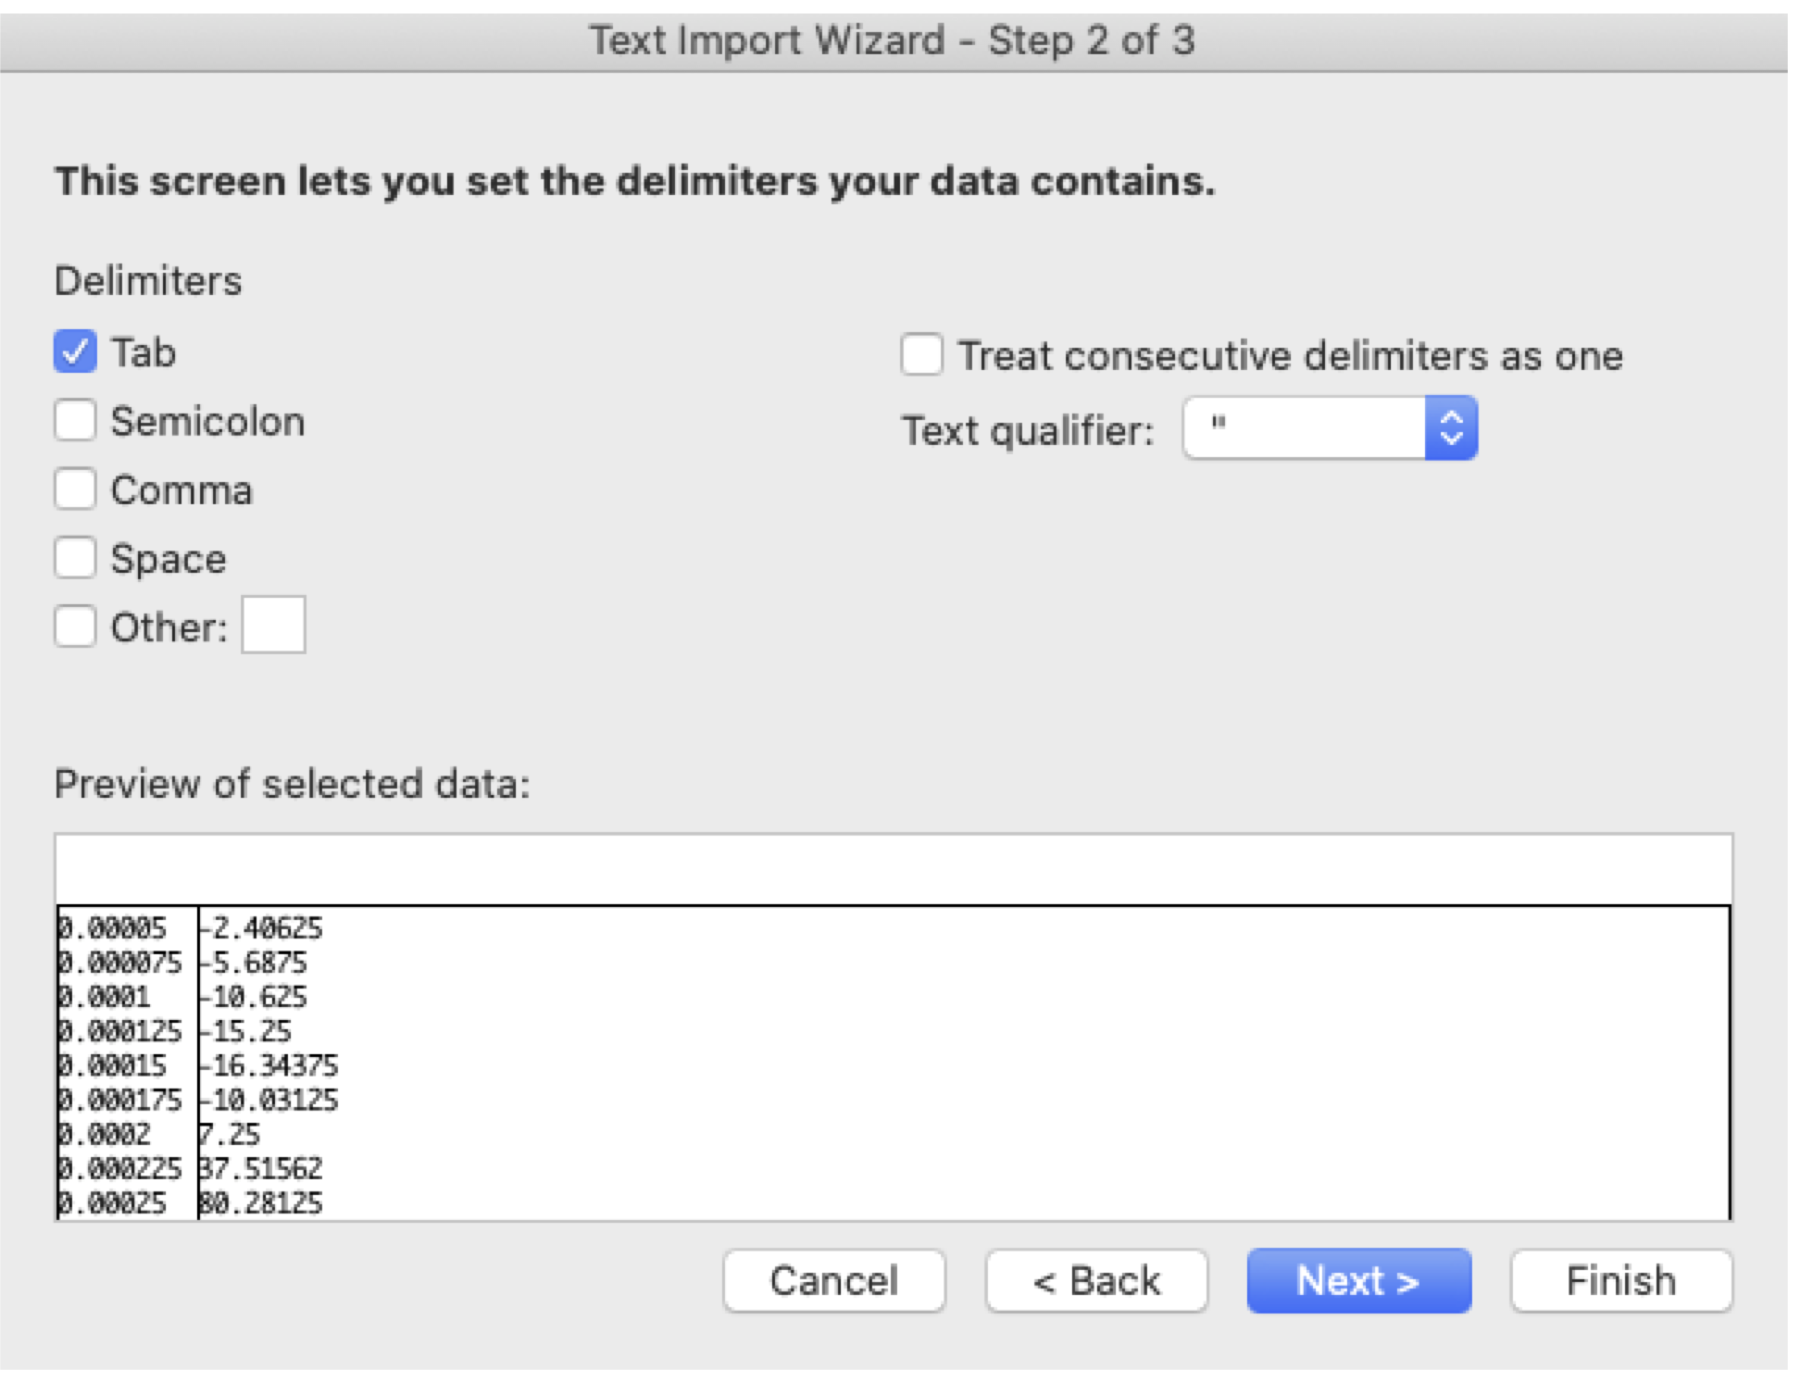 Text Import Wizard - Step 2 of 3
This screen lets you set the delimiters your data contains.
Delimiters
Tab
Treat consecutive delimiters as one
Semicolon
Text qualifier: "
Comma
Space
Other:
Preview of selected data:
0.00005 -2.40625
0.000075 -5.6875
0.0001 -10.625
0.000125 -15.25
0.00015 -16.34375
0.000175 -10.03125
0.0002 7.25
0.000225 37.51562
0.00025 80.28125
Cancel < Back Next > Finish